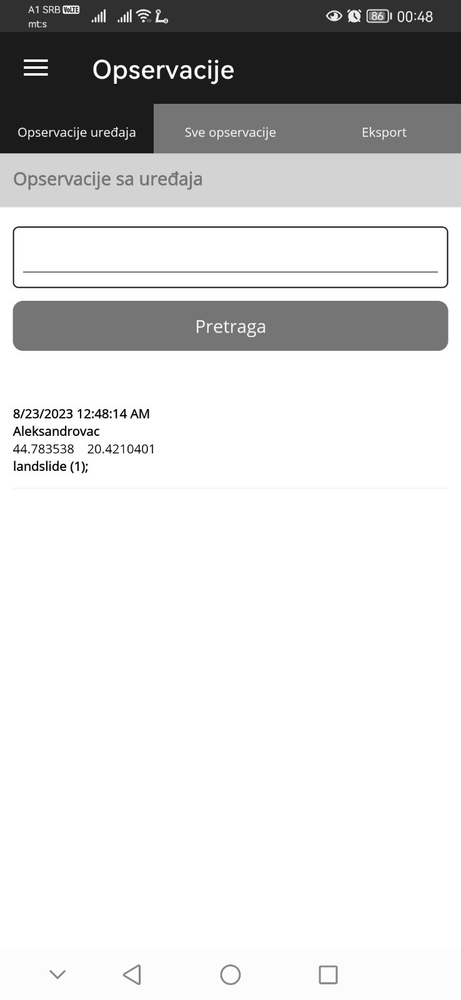 A1 SRB VoLTE
mt:s
86
00:48
Opservacije
Opservacije uređaja
Sve opservacije
Eksport
Opservacije sa uređaja
Pretraga
8/23/2023 12:48:14 AM
Aleksandrovac
44.783538 20.4210401
landslide (1);